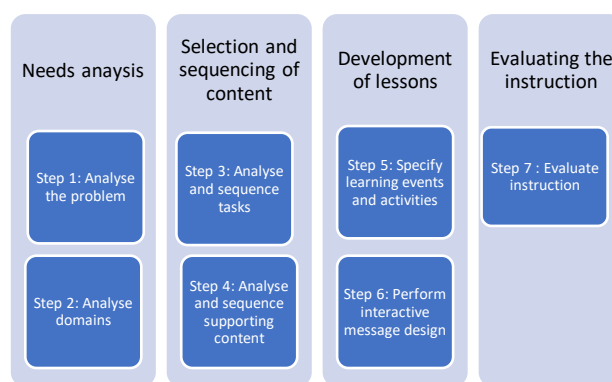 Needs anaysis
Step 1: Analyse
the problem
Step 2: Analyse
domains
Selection and
sequencing of
content
Step 3: Analyse
and sequence
tasks
Step 4: Analyse
and sequence
supporting
content
Development
of lessons
Step 5: Specify
learning events
and activities
Step 6: Perform
interactive
message design
Evaluating the
instruction
Step 7 : Evaluate
instruction